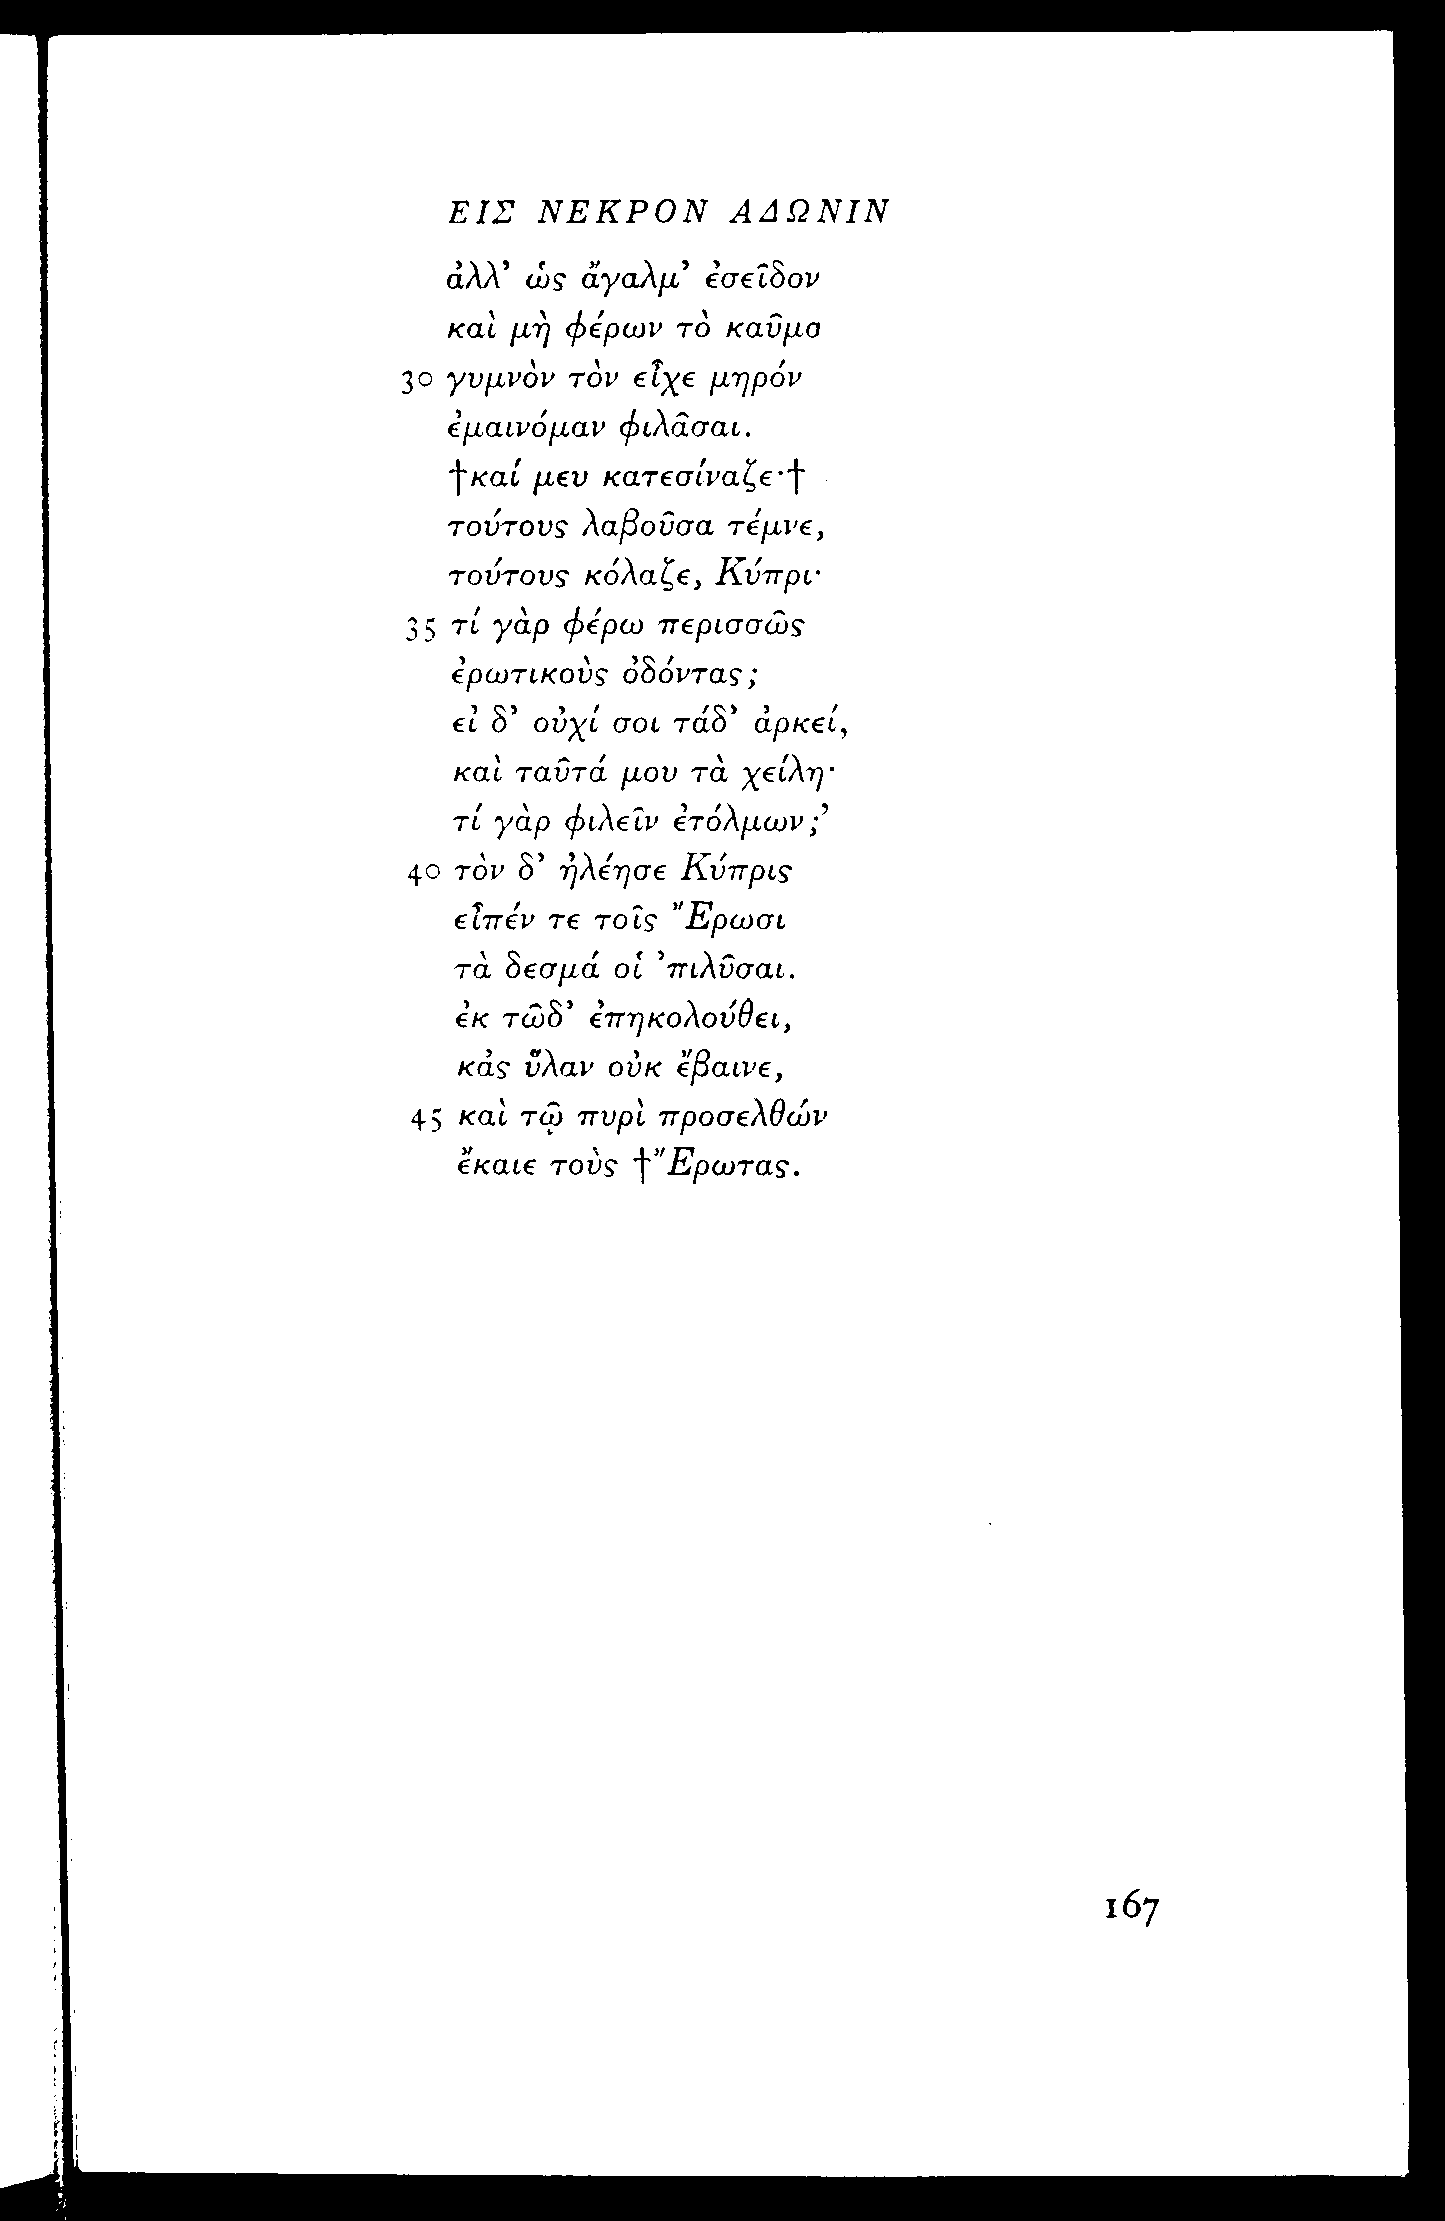 ΕΙΣ ΝΕΚΡΟΝ ΑΔΩΝΙΝ
ἀλλ’ ὡς ἄγαλμ’ ἐσεῖδον
καὶ μὴ φέρων τὸ καῦμα
30 γυμνὸν τὸν εἶχε μηρόν
ἐμαινόμαν φιλᾶσαι.
†καί μευ κατεσίναζε·†
τούτους λαβοῦσα τέμνε,
τούτους κόλαζε, Κύπρι·
35 τί γὰρ φέρω περισσῶς
ἐρωτικοὺς ὀδόντας;
εἰ δ’ οὐχί σοι τάδ’ ἀρκεί,
καὶ ταῦτά μου τὰ χείλη·
τί γὰρ φιλεῖν ἐτόλμων;’
40 τὸν δ’ ἠλέησε Κύπρις
εἶπέν τε τοῖς Ἔρωσι
τὰ δεσμά οἱ ’πιλῦσαι.
ἐκ τῶδ’ ἐπηκολούθει,
κἀς ὕλαν οὐκ ἔβαινε,
45 καὶ τῷ πυρὶ προσελθών
ἔκαιε τοὺς †Ἔρωτας.
167